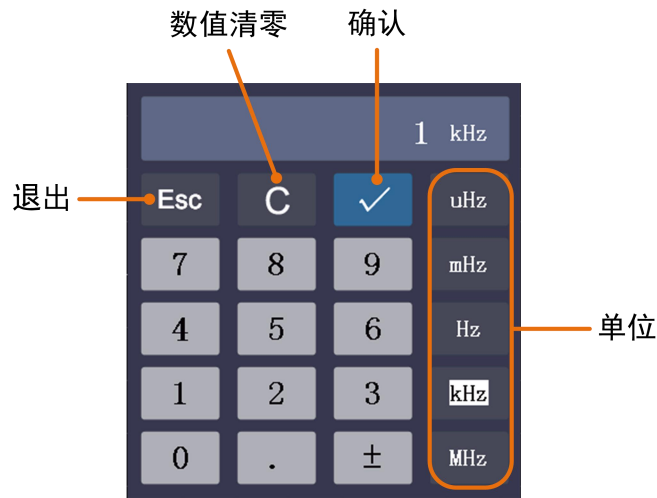 数值清零 确认
1 kHz
退出 Esc C ✓ uHz
7 8 9 mHz
4 5 6 Hz 单位
1 2 3 kHz
0 . ± MHz